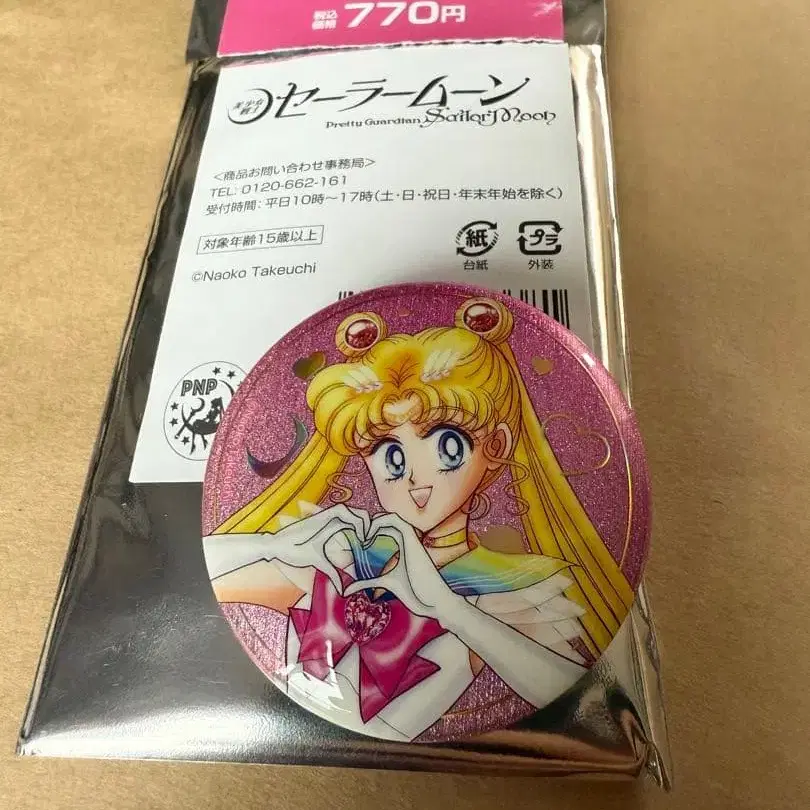 税込価格 770円
美少女戦士 セーラームーン
Pretty Guardian Sailor Moon
＜商品お問い合わせ事務局＞
TEL: 0120-662-161
受付時間: 平日10時～17時(土・日・祝日・年末年始を除く)
対象年齢15歳以上
紙 プラ
台紙 外装
©Naoko Takeuchi
PNP